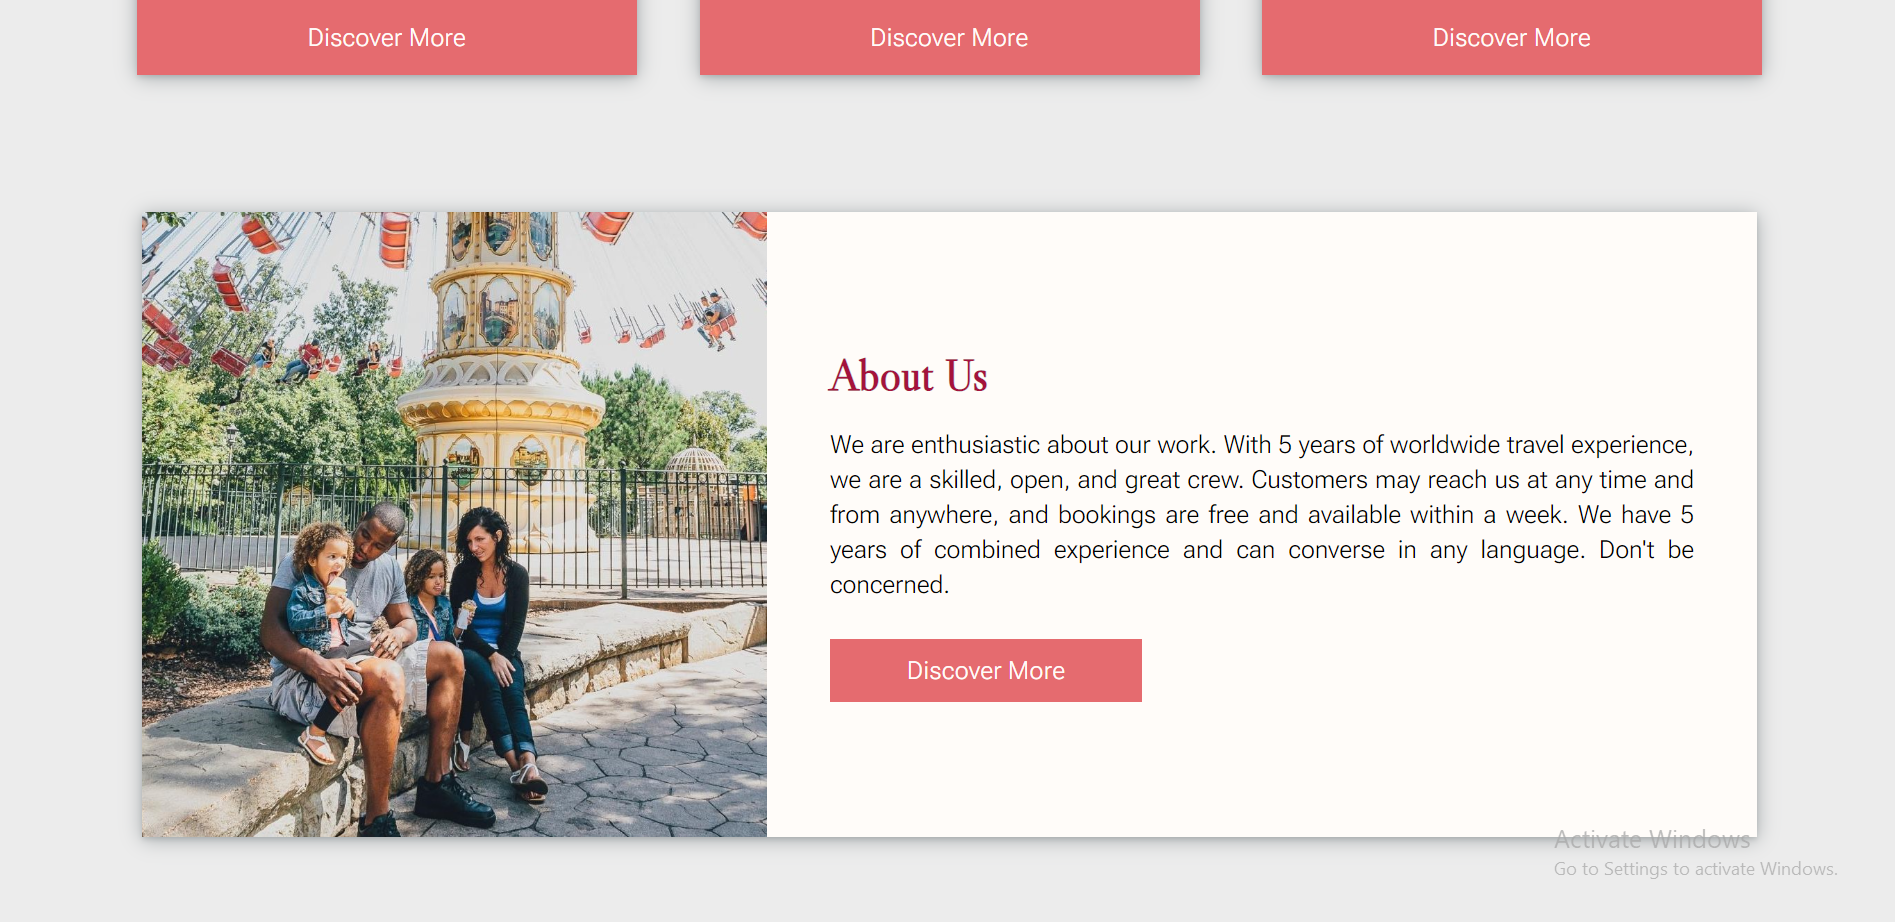 Discover More
Discover More
Discover More
About Us
We are enthusiastic about our work. With 5 years of worldwide travel experience,
we are a skilled, open, and great crew. Customers may reach us at any time and
from anywhere, and bookings are free and available within a week. We have 5
years of combined experience and can converse in any language. Don't be
concerned.
Discover More
Activate Windows
Go to Settings to activate Windows.